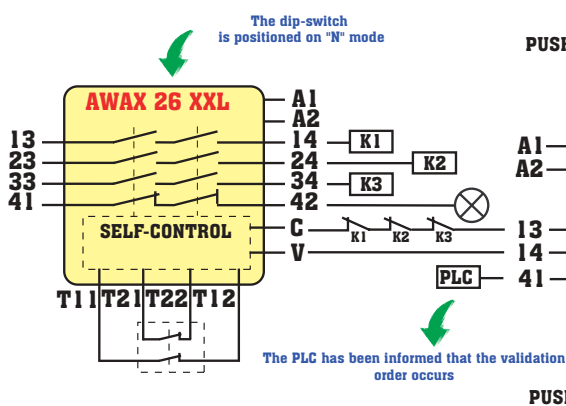 The dip-switch
is positioned on "N" mode
PUSH
AWAX 26 XXL
A1
A2
13
14
K1
23
24
K2
33
34
K3
41
42
SELF-CONTROL
C
K1
K2
K3
V
T11
T21
T22
T12
A1
A2
13
14
PLC
41
The PLC has been informed that the validation
order occurs
PUSH